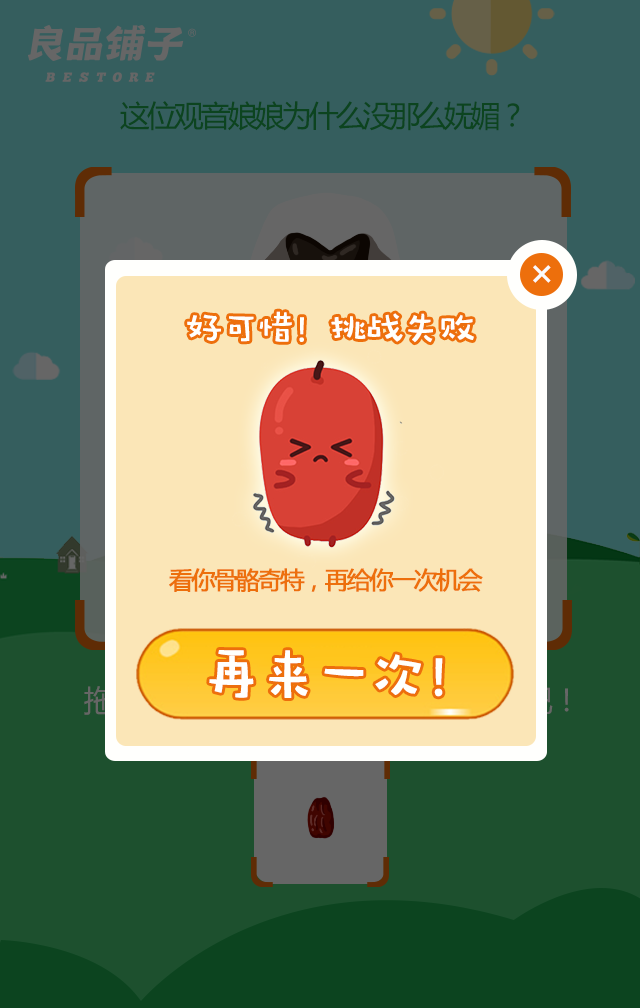 良品铺子®
BESTORE
这位观音娘娘为什么没那么妩媚？
好可惜！挑战失败
看你骨骼奇特，再给你一次机会
再来一次！
拖
吧！